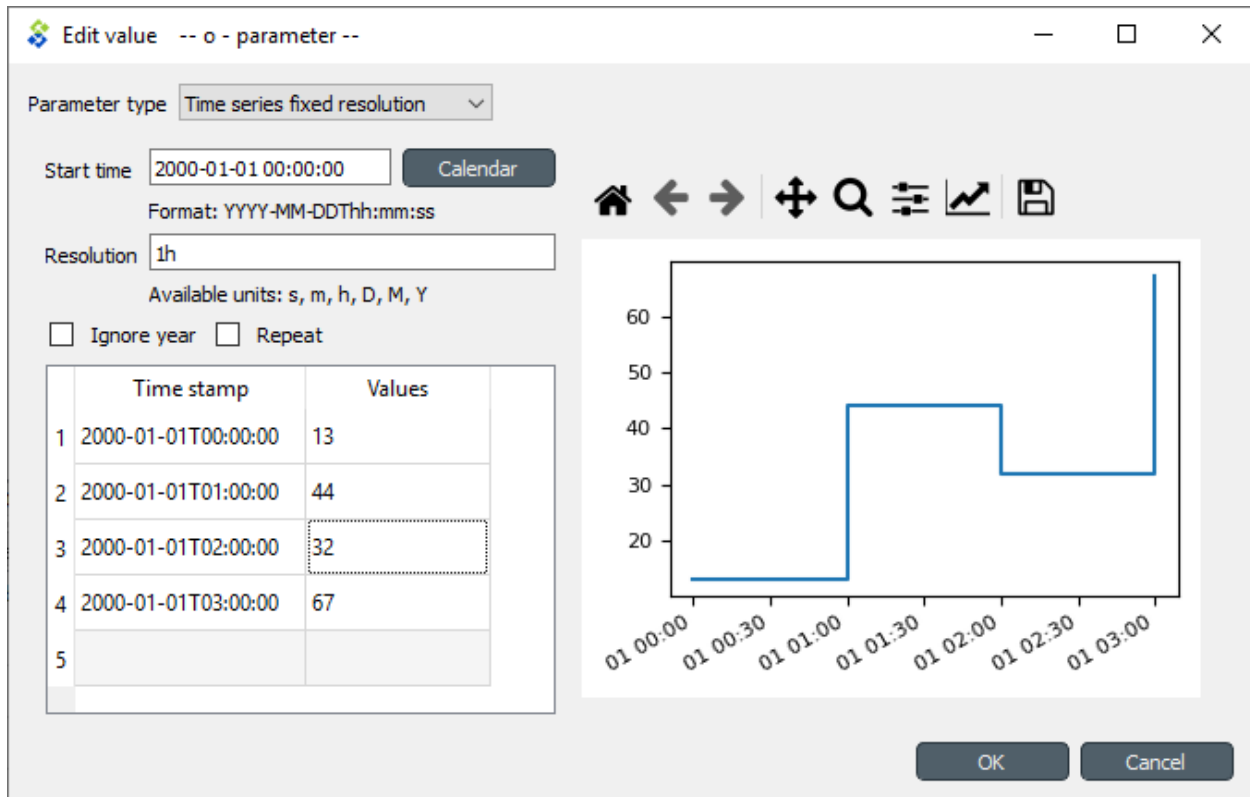 Edit value -- o - parameter --
Parameter type Time series fixed resolution
Start time 2000-01-01 00:00:00 Calendar
Format: YYYY-MM-DDThh:mm:ss
Resolution 1h
Available units: s, m, h, D, M, Y
Ignore year Repeat
Time stamp Values
1 2000-01-01T00:00:00 13
2 2000-01-01T01:00:00 44
3 2000-01-01T02:00:00 32
4 2000-01-01T03:00:00 67
5
60
50
40
30
20
01 00:00 01 00:30 01 01:00 01 01:30 01 02:00 01 02:30 01 03:00
OK Cancel